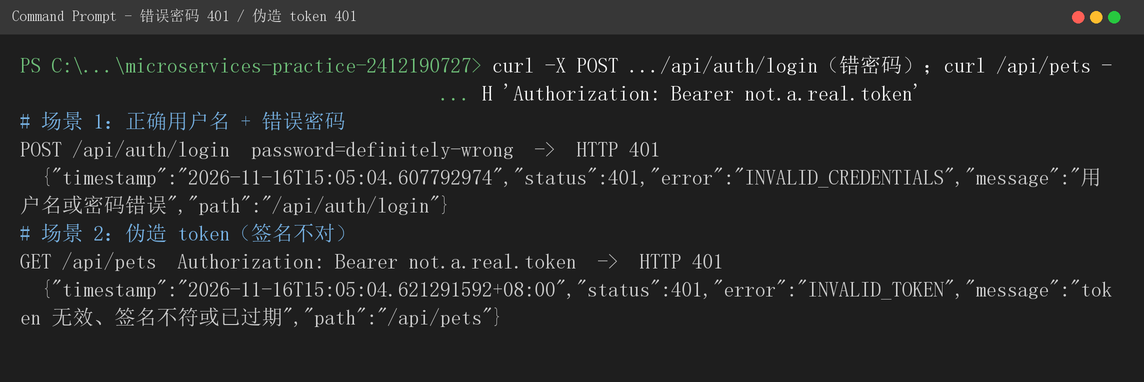 Command Prompt - 错误密码 401 / 伪造 token 401
PS C:\...\microservices-practice-2412190727> curl -X POST .../api/auth/login（错密码）；curl /api/pets -
... H 'Authorization: Bearer not.a.real.token'
# 场景 1：正确用户名 + 错误密码
POST /api/auth/login  password=definitely-wrong  ->  HTTP 401
{"timestamp":"2026-11-16T15:05:04.607792974","status":401,"error":"INVALID_CREDENTIALS","message":"用
户名或密码错误","path":"/api/auth/login"}
# 场景 2：伪造 token（签名不对）
GET /api/pets  Authorization: Bearer not.a.real.token  ->  HTTP 401
{"timestamp":"2026-11-16T15:05:04.621291592+08:00","status":401,"error":"INVALID_TOKEN","message":"tok
en 无效、签名不符或已过期","path":"/api/pets"}